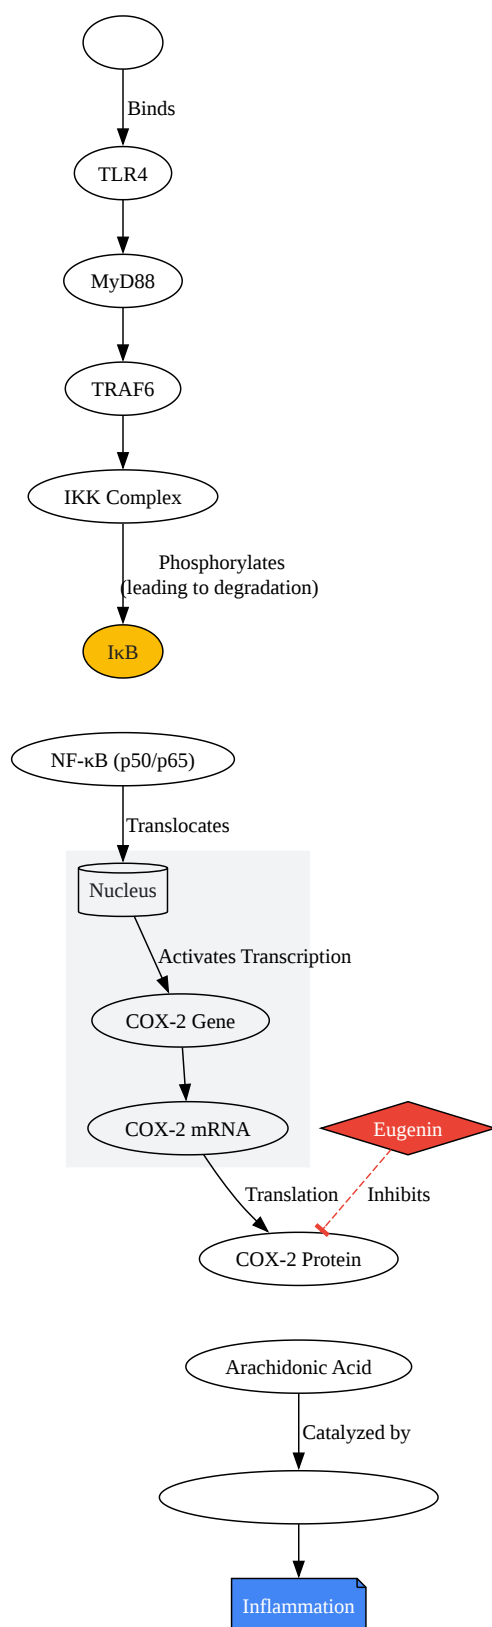 Binds
TLR4
MyD88
TRAF6
IKK Complex
Phosphorylates
(leading to degradation)
IκB
NF-κB (p50/p65)
Translocates
Nucleus
Activates Transcription
COX-2 Gene
COX-2 mRNA
Eugenin
Translation
Inhibits
COX-2 Protein
Arachidonic Acid
Catalyzed by
Inflammation